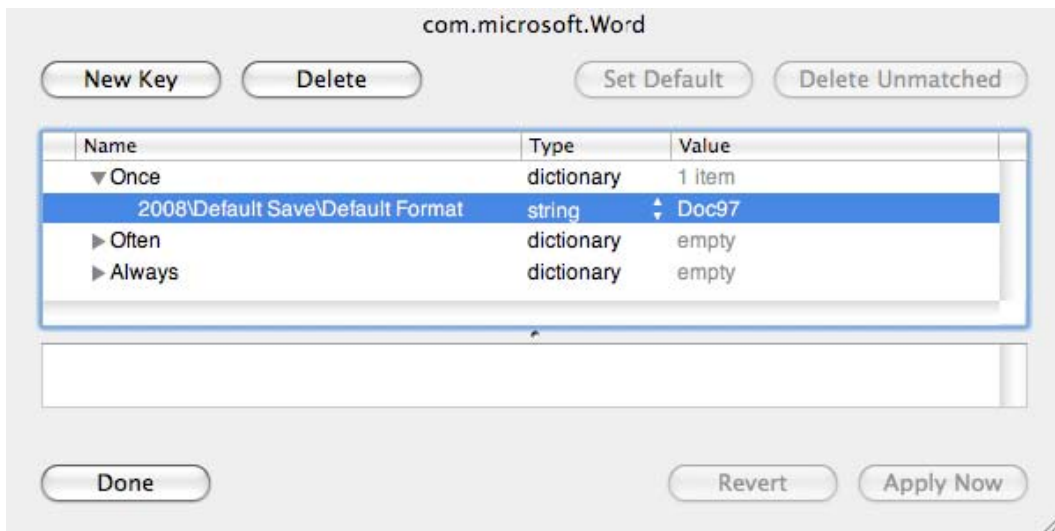 com.microsoft.Word
New Key Delete Set Default Delete Unmatched
Name Type Value
Once dictionary 1 item
2008\Default Save\Default Format string Doc97
Often dictionary empty
Always dictionary empty
Done Revert Apply Now